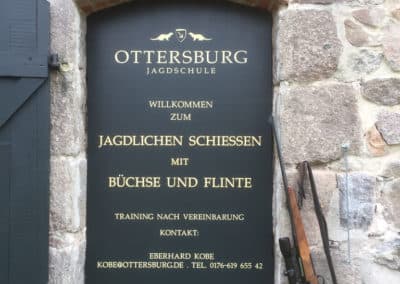 OTTERSBURG
JAGDSCHULE
WILLKOMMEN
ZUM
JAGDLICHEN SCHIESSEN
MIT
BÜCHSE UND FLINTE
TRAINING NACH VEREINBARUNG
KONTAKT:
EBERHARD KOBE
KOBE@OTTERSBURG.DE . TEL. 0176-619 655 42